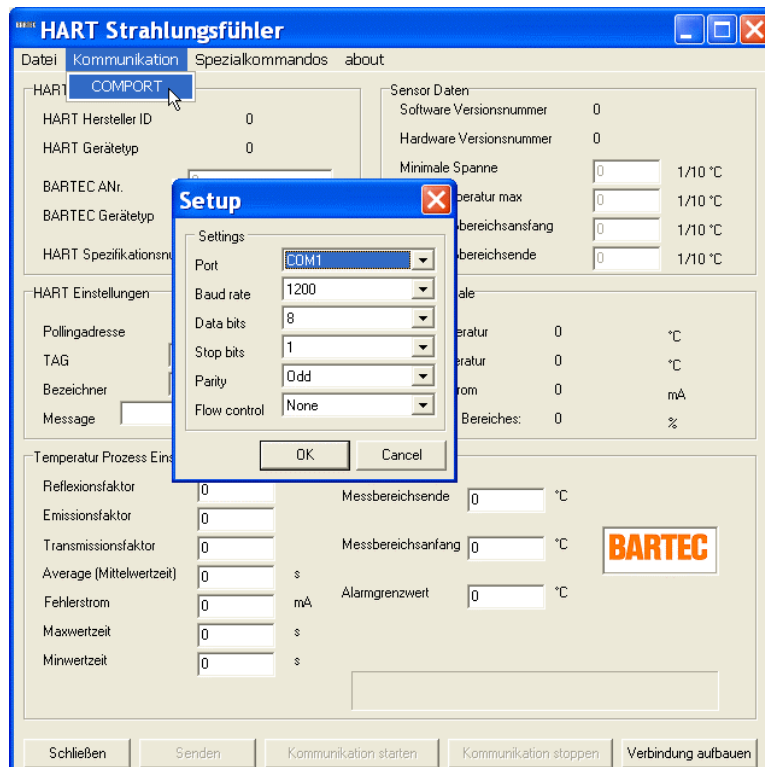 BARTEC HART Strahlungsfühler
Datei Kommunikation Spezialkommandos about
COMPORT
HART
HART Hersteller ID 0
HART Gerätetyp 0
BARTEC ANr.
BARTEC Gerätetyp
HART Spezifikationsnu
Sensor Daten
Software Versionsnummer 0
Hardware Versionsnummer 0
Minimale Spanne 0 1/10 °C
peratur max 0 1/10 °C
bereichsanfang 0 1/10 °C
bereichsende 0 1/10 °C
Setup
Settings
Port COM1
Baud rate 1200
Data bits 8
Stop bits 1
Parity Odd
Flow control None
OK Cancel
HART Einstellungen
Pollingadresse
TAG
Bezeichner
Message
ale
eratur 0 °C
eratur 0 °C
rom 0 mA
Bereiches: 0 %
Temperatur Prozess Eins
Reflexionsfaktor 0
Emissionsfaktor 0
Transmissionsfaktor 0
Average (Mittelwertzeit) 0 s
Fehlerstrom 0 mA
Maxwertzeit 0 s
Minwertzeit 0 s
Messbereichsende 0 °C
Messbereichsanfang 0 °C
Alarmgrenzwert 0 °C
BARTEC
Schließen Senden Kommunikation starten Kommunikation stoppen Verbindung aufbauen